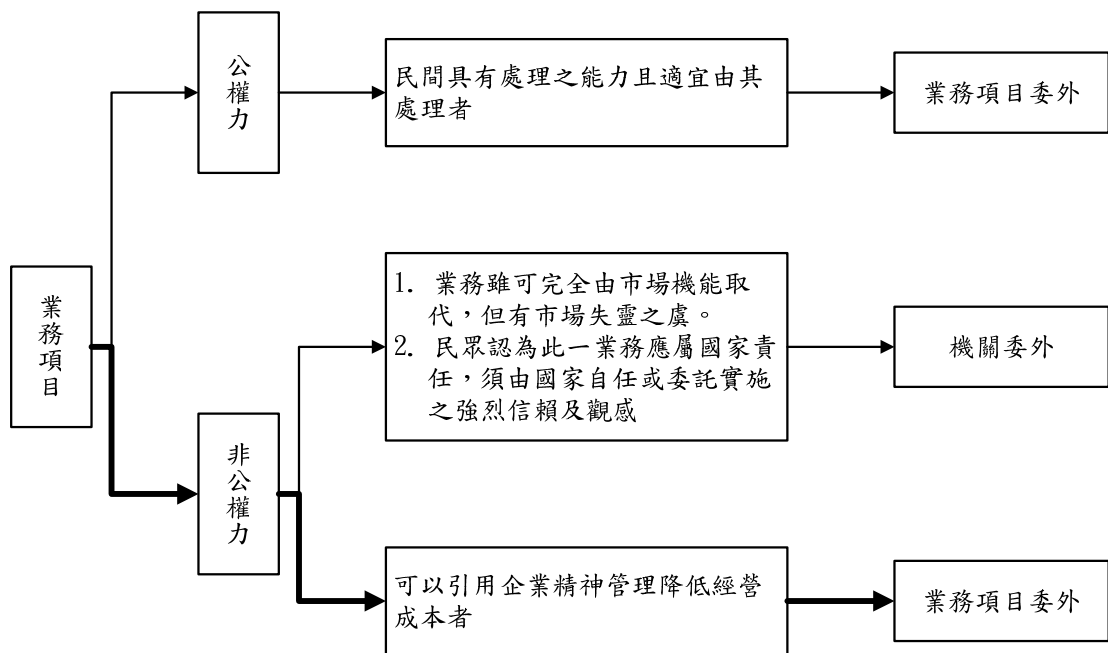 公權力
民間具有處理之能力且適宜由其
處理者
業務項目委外
業務項目
1. 業務雖可完全由市場機能取
代，但有市場失靈之虞。
2. 民眾認為此一業務應屬國家責
任，須由國家自任或委託實施
之強烈信賴及觀感
機關委外
非公權力
可以引用企業精神管理降低經營
成本者
業務項目委外